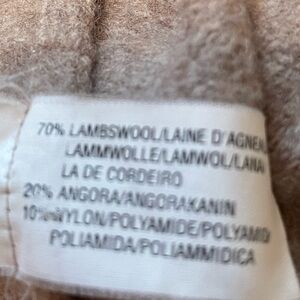 70% LAMBSWOOL/LAINE D'AGNEAU
LAMMWOLLE/LAMWOL/LANA
LA DE CORDEIRO
20% ANGORA/ANGORAKANIN
10% NYLON/POLYAMIDE/POLYAMID
POLIAMIDA/POLIAMMIDICA